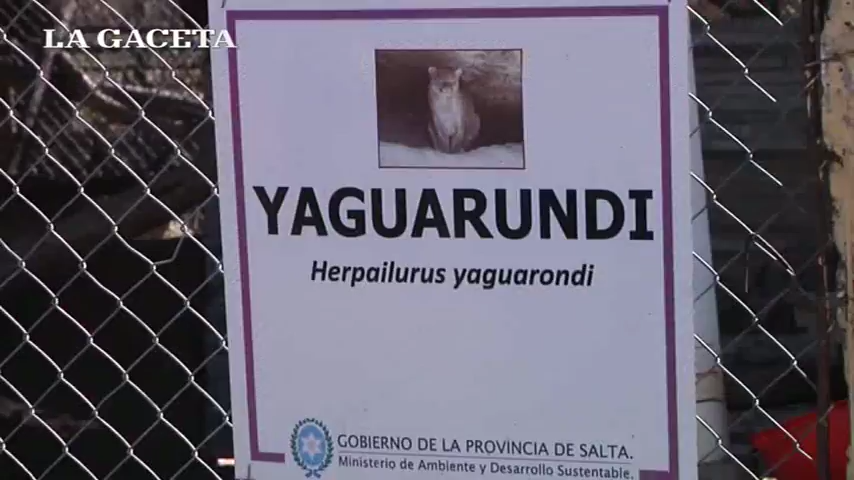 LA GACETA
YAGUARUNDI
Herpailurus yaguarondi
GOBIERNO DE LA PROVINCIA DE SALTA.
Ministerio de Ambiente y Desarrollo Sustentable.